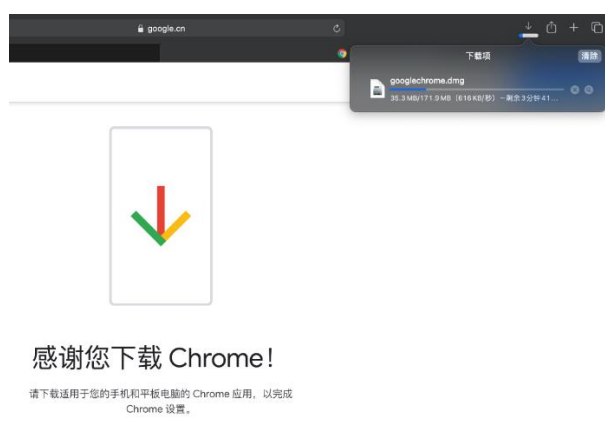 google.cn
下载项
清除
googlechrome.dmg
35.3 MB/171.9 MB（616 KB/秒）- 剩余3分钟41...
感谢您下载 Chrome！
请下载适用于您的手机和平板电脑的 Chrome 应用，以完成
Chrome 设置。